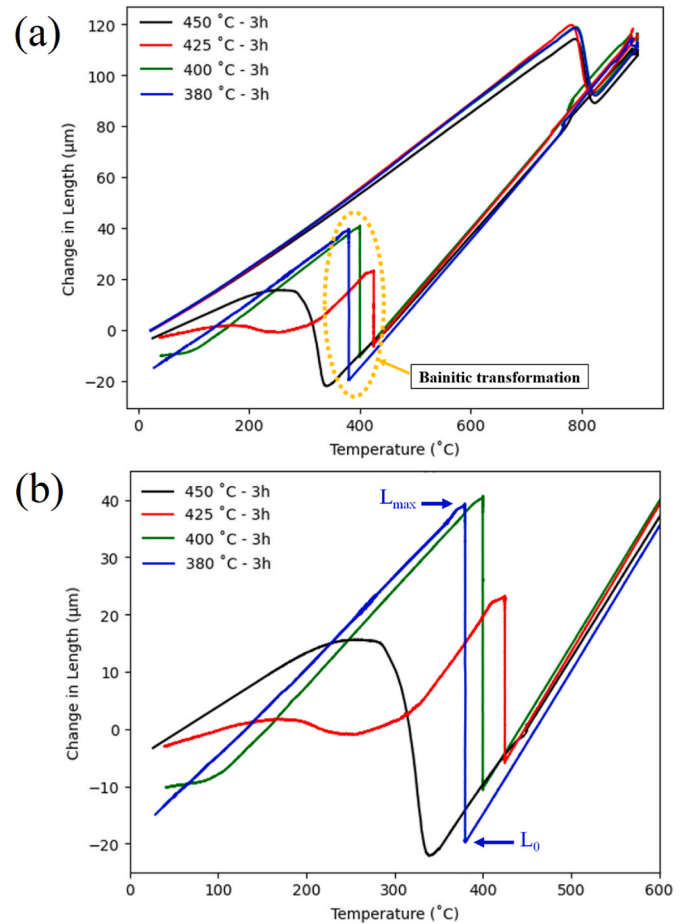 (a)
450 ˚C - 3h
425 ˚C - 3h
400 ˚C - 3h
380 ˚C - 3h
120
100
80
60
40
20
0
−20
Change in Length (μm)
Bainitic transformation
0
200
400
600
800
Temperature (˚C)
(b)
450 ˚C - 3h
425 ˚C - 3h
400 ˚C - 3h
380 ˚C - 3h
Lmax
L0
40
30
20
10
0
−10
−20
Change in Length (μm)
0
100
200
300
400
500
600
Temperature (˚C)